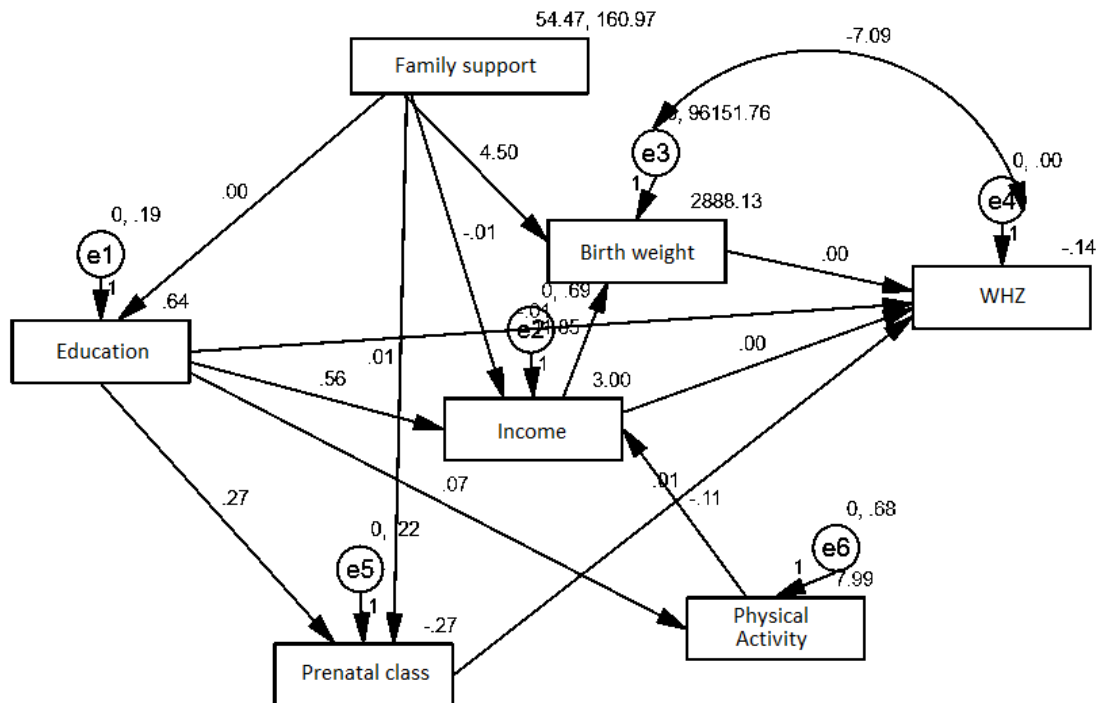 54.47, 160.97
Family support
-7.09
0, 96151.76
e3
1
4.50
2888.13
0, .00
e4
1
.00
-.01
Birth weight
.00
-.14
WHZ
0, .19
e1
1
.64
Education
0, .69
-.01
e2
1
.01
.56
3.00
.00
Income
.27
.07
.01
-.11
0, .22
e5
1
0, .68
e6
1
7.99
-.27
Prenatal class
Physical
Activity